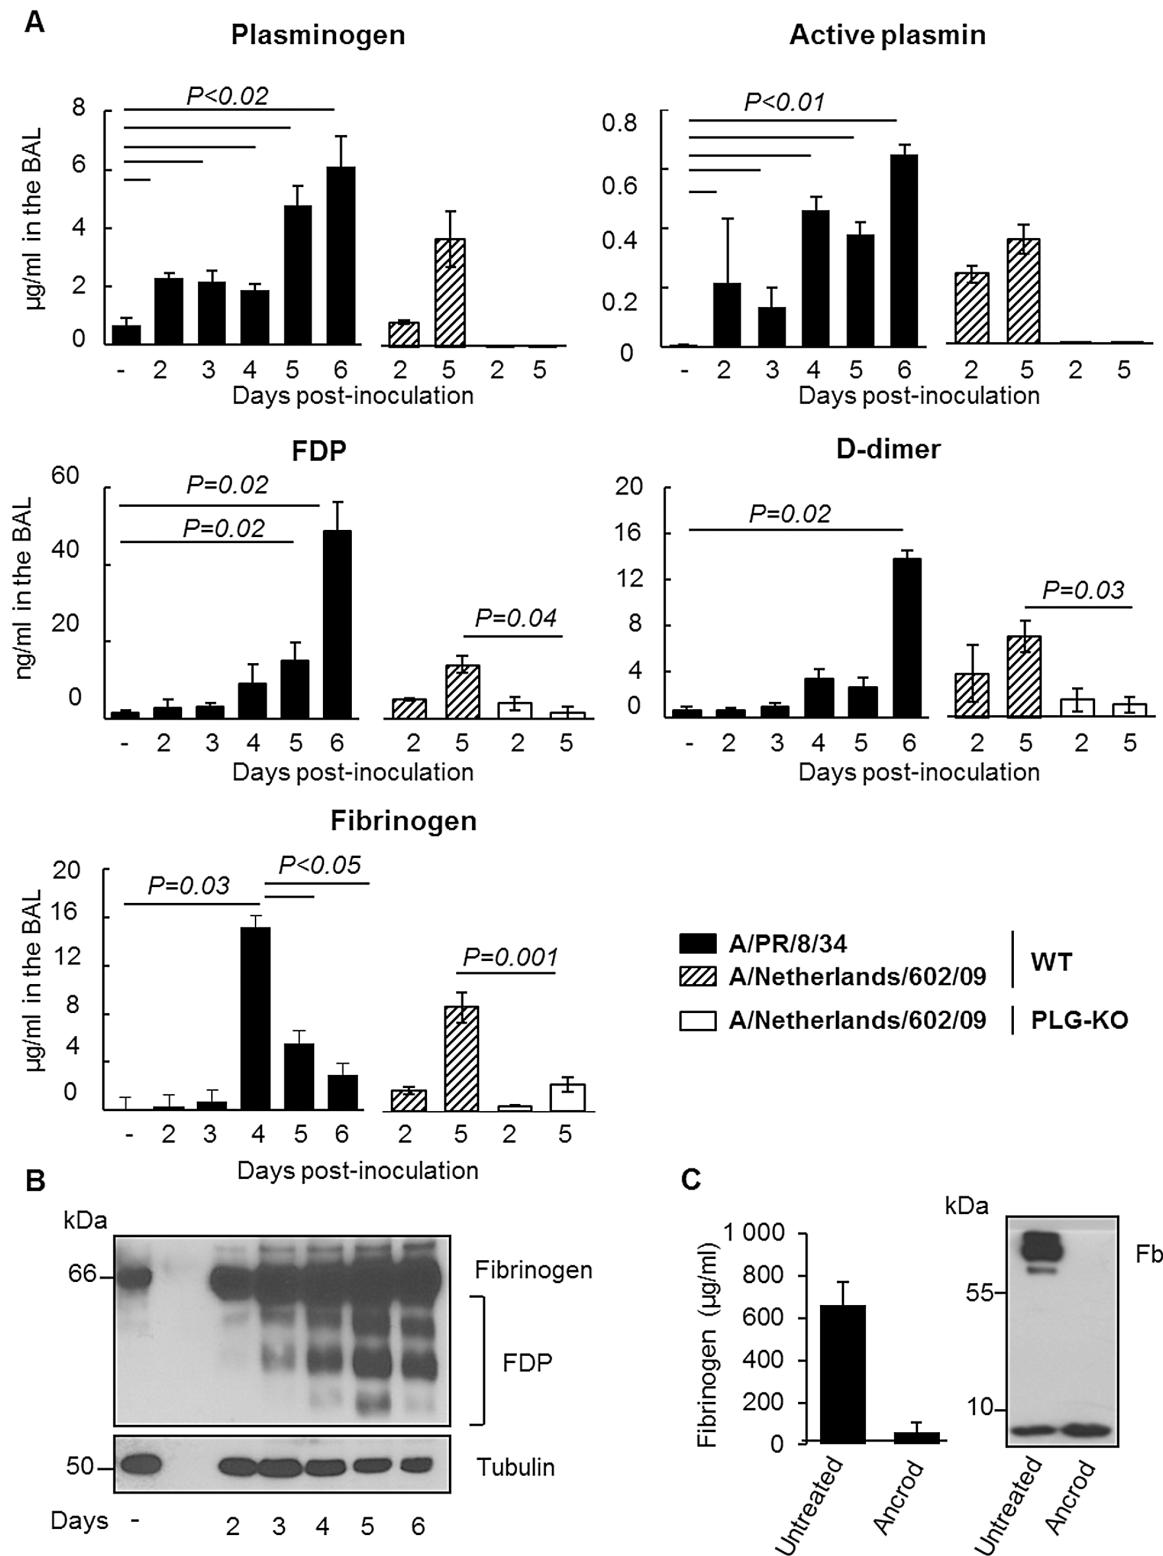 A
Plasminogen
Active plasmin
µg/ml in the BAL
8
6
4
2
0
P<0.02
- 2 3 4 5 6 2 5 2 5
Days post-inoculation
0.8
0.6
0.4
0.2
0
P<0.01
- 2 3 4 5 6 2 5 2 5
Days post-inoculation
FDP
D-dimer
ng/ml in the BAL
60
40
20
0
P=0.02
P=0.02
P=0.04
- 2 3 4 5 6 2 5 2 5
Days post-inoculation
20
16
12
8
4
0
P=0.02
P=0.03
- 2 3 4 5 6 2 5 2 5
Days post-inoculation
Fibrinogen
µg/ml in the BAL
20
16
12
8
4
0
P=0.03
P<0.05
P=0.001
- 2 3 4 5 6 2 5 2 5
Days post-inoculation
A/PR/8/34
A/Netherlands/602/09
WT
A/Netherlands/602/09
PLG-KO
B
kDa
66
Fibrinogen
FDP
50
Tubulin
Days - 2 3 4 5 6
C
Fibrinogen (µg/ml)
1 000
800
600
400
200
0
Untreated
Ancrod
kDa
Fb
55
10
Untreated
Ancrod